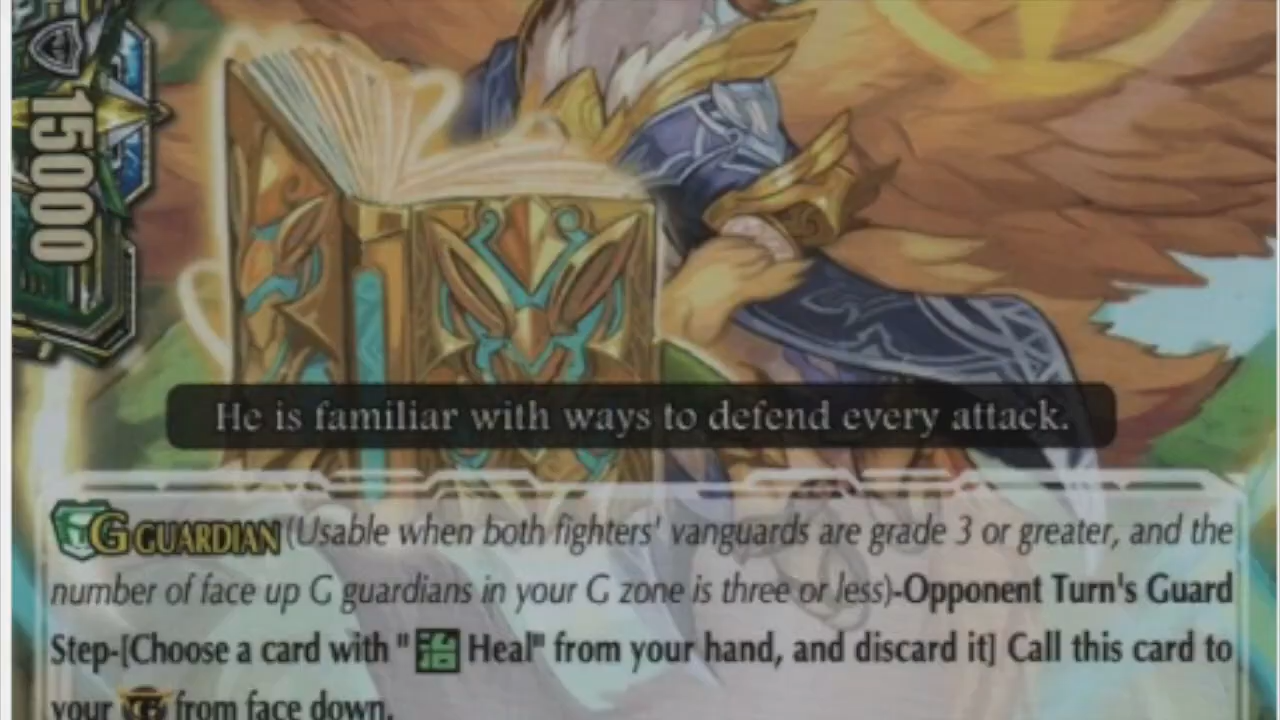 15000
He is familiar with ways to defend every attack.
G GUARDIAN (Usable when both fighters' vanguards are grade 3 or greater, and the
number of face up G guardians in your G zone is three or less)-Opponent Turn's Guard
Step-[Choose a card with "治 Heal" from your hand, and discard it] Call this card to
your GC from face down.